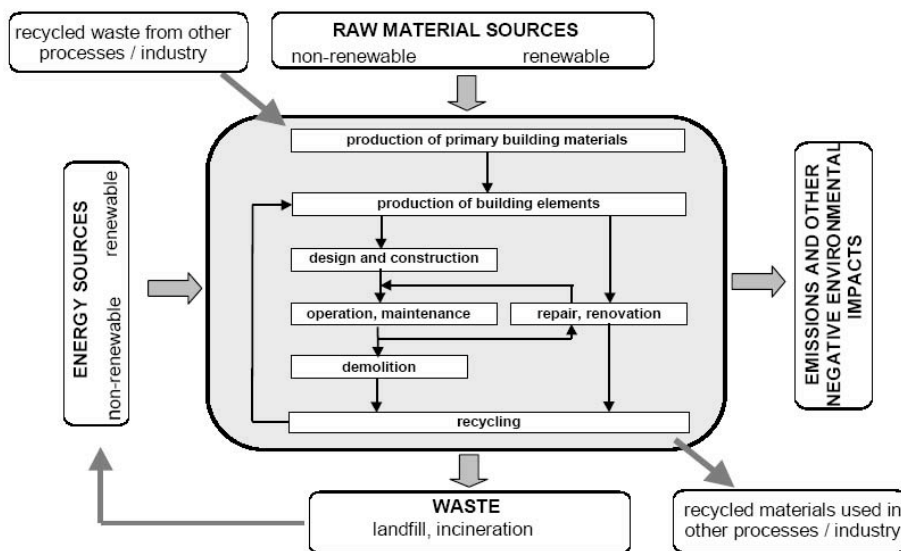 recycled waste from other
processes / industry
RAW MATERIAL SOURCES
non-renewable renewable
production of primary building materials
production of building elements
design and construction
operation, maintenance
repair, renovation
demolition
recycling
ENERGY SOURCES
non-renewable renewable
EMISSIONS AND OTHER
NEGATIVE ENVIRONMENTAL
IMPACTS
WASTE
landfill, incineration
recycled materials used in
other processes / industry